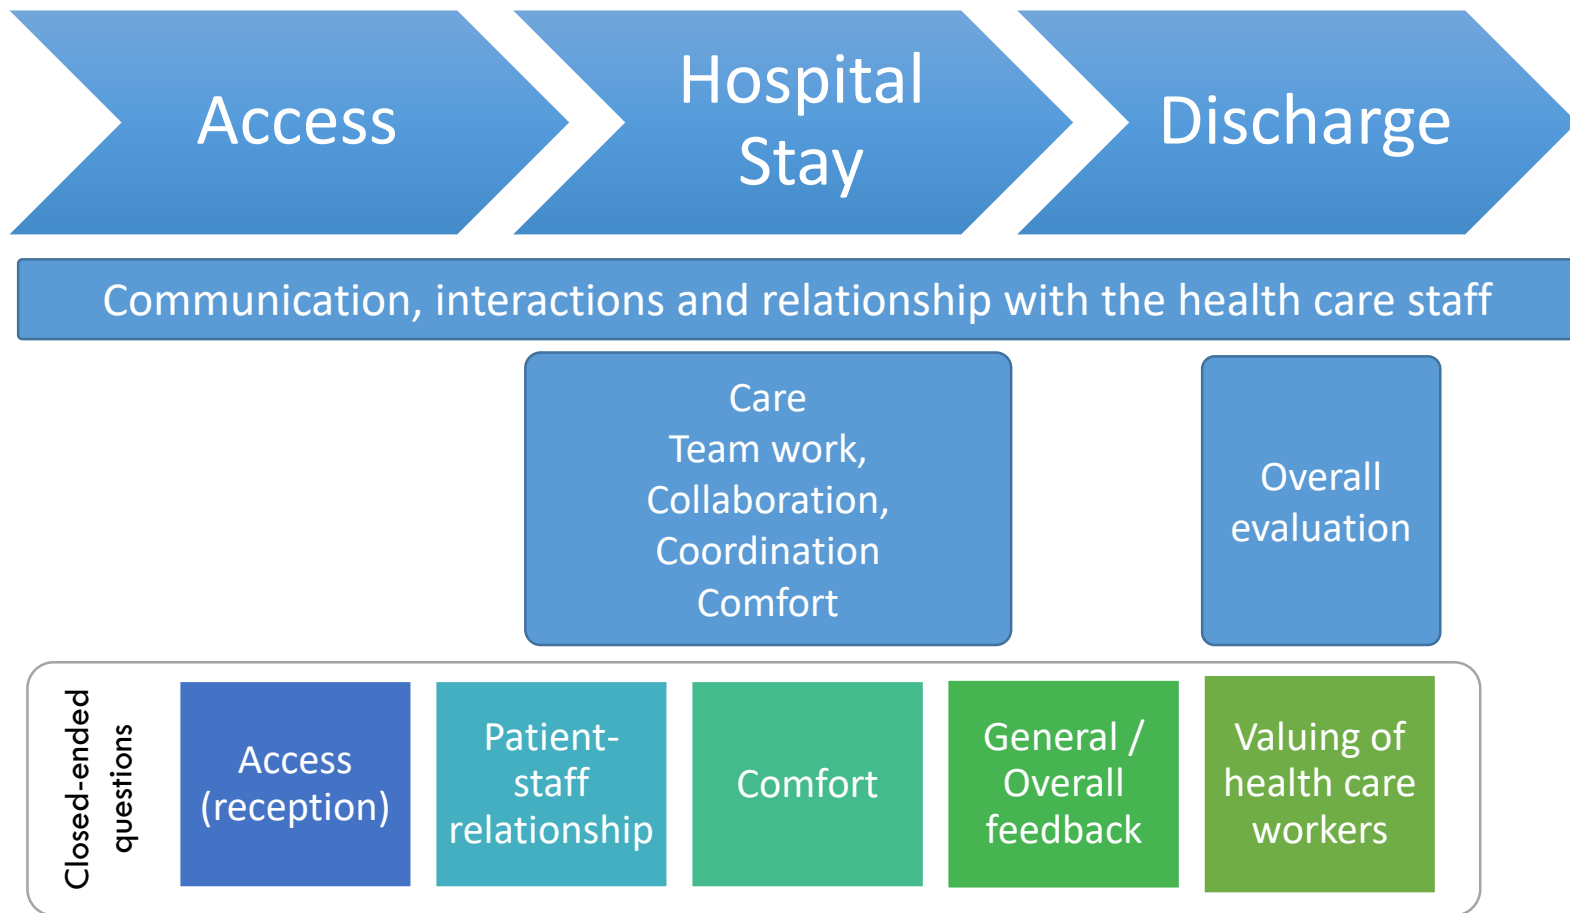 Access
Hospital
Stay
Discharge
Communication, interactions and relationship with the health care staff
Care
Team work,
Collaboration,
Coordination
Comfort
Overall
evaluation
Closed-ended
questions
Access
(reception)
Patient-
staff
relationship
Comfort
General /
Overall
feedback
Valuing of
health care
workers